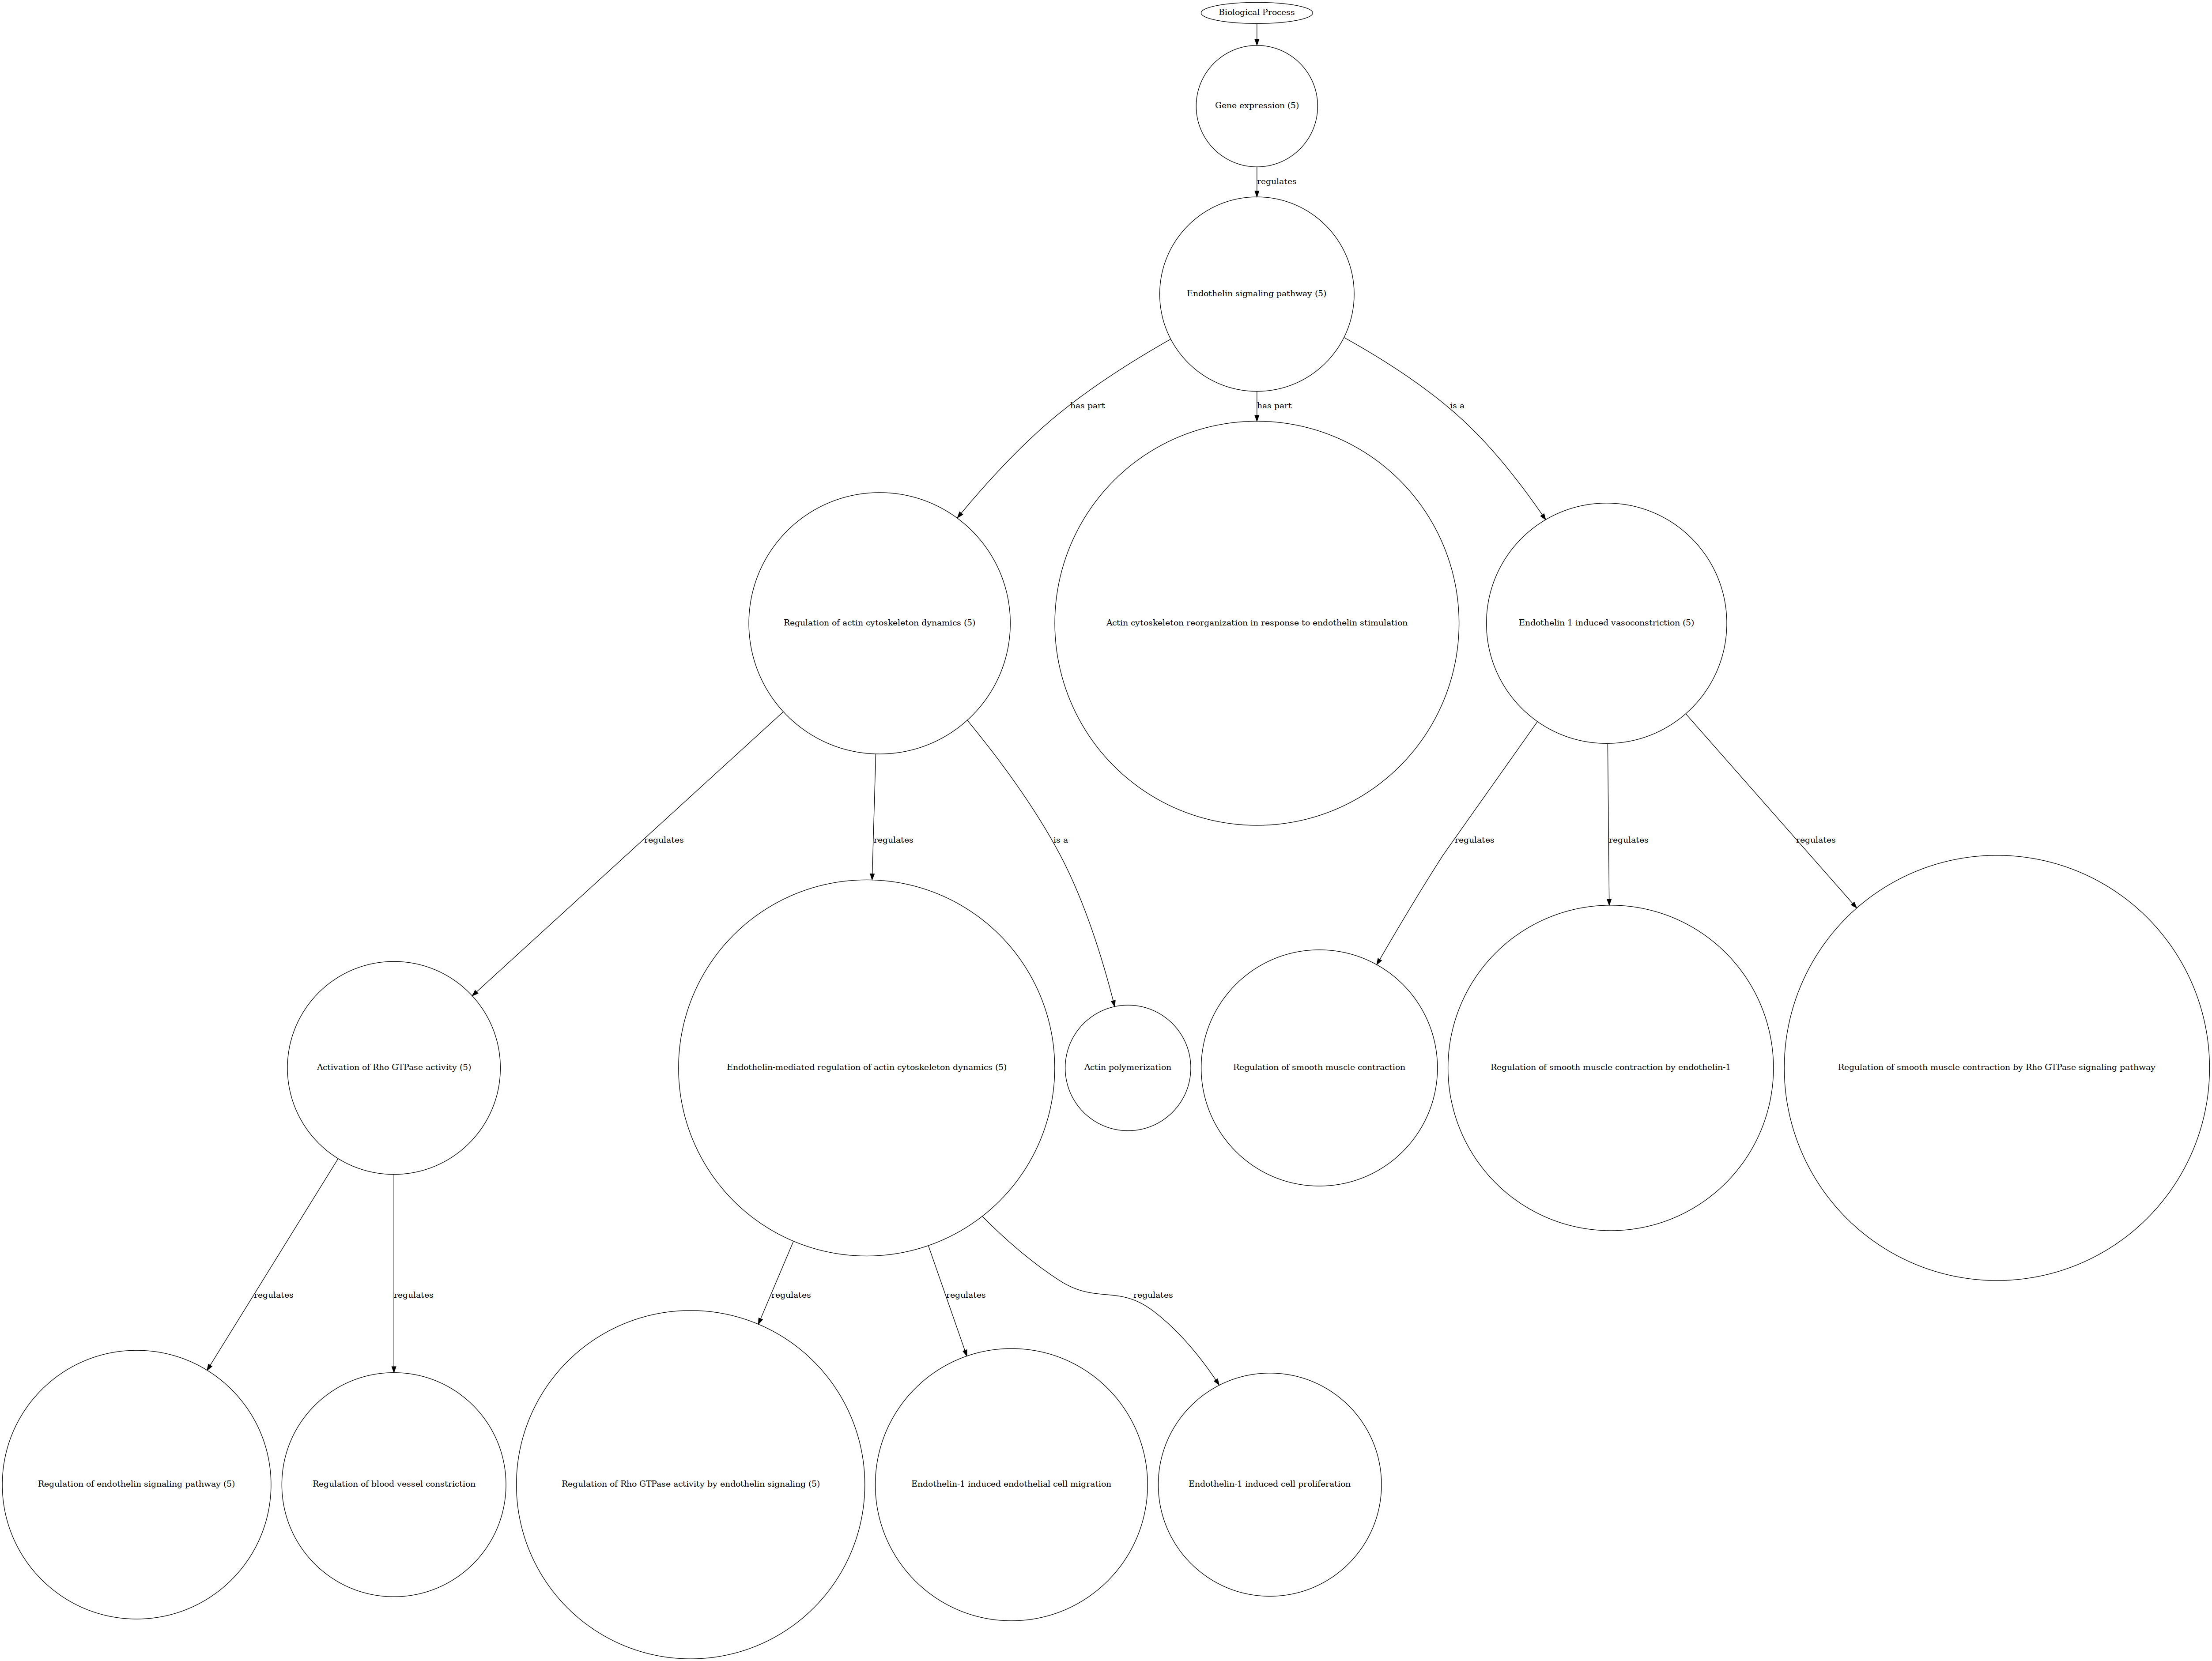 Biological Process
Gene expression (5)
regulates
Endothelin signaling pathway (5)
has part
has part
is a
Regulation of actin cytoskeleton dynamics (5)
Actin cytoskeleton reorganization in response to endothelin stimulation
Endothelin-1-induced vasoconstriction (5)
regulates
regulates
is a
regulates
regulates
regulates
Activation of Rho GTPase activity (5)
Endothelin-mediated regulation of actin cytoskeleton dynamics (5)
Actin polymerization
Regulation of smooth muscle contraction
Regulation of smooth muscle contraction by endothelin-1
Regulation of smooth muscle contraction by Rho GTPase signaling pathway
regulates
regulates
regulates
regulates
regulates
Regulation of endothelin signaling pathway (5)
Regulation of blood vessel constriction
Regulation of Rho GTPase activity by endothelin signaling (5)
Endothelin-1 induced endothelial cell migration
Endothelin-1 induced cell proliferation